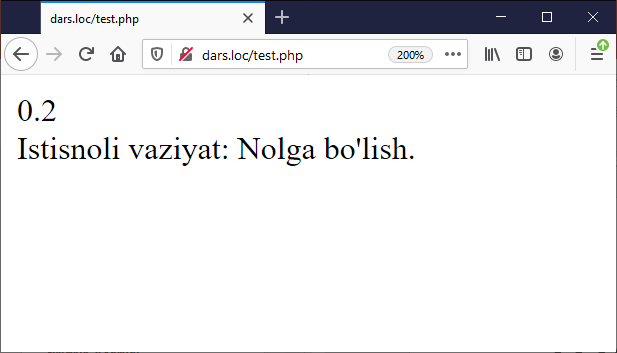 dars.loc/test.php
dars.loc/test.php 200%
0.2
Istisnoli vaziyat: Nolga bo'lish.